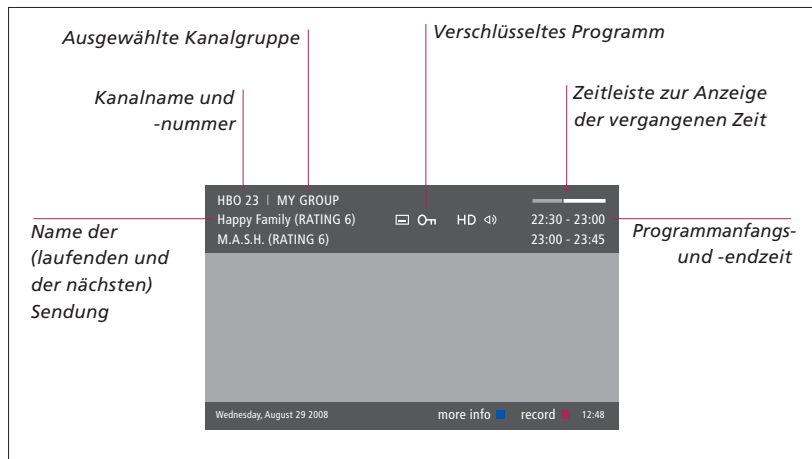 Ausgewählte Kanalgruppe
Verschlüsseltes Programm
Kanalname und
-nummer
Zeitleiste zur Anzeige
der vergangenen Zeit
HBO 23 | MY GROUP
Happy Family (RATING 6) HD 22:30 - 23:00
M.A.S.H. (RATING 6) 23:00 - 23:45
Name der
(laufenden und
der nächsten)
Sendung
Programmanfangs-
und -endzeit
Wednesday, August 29 2008 more info record 12:48